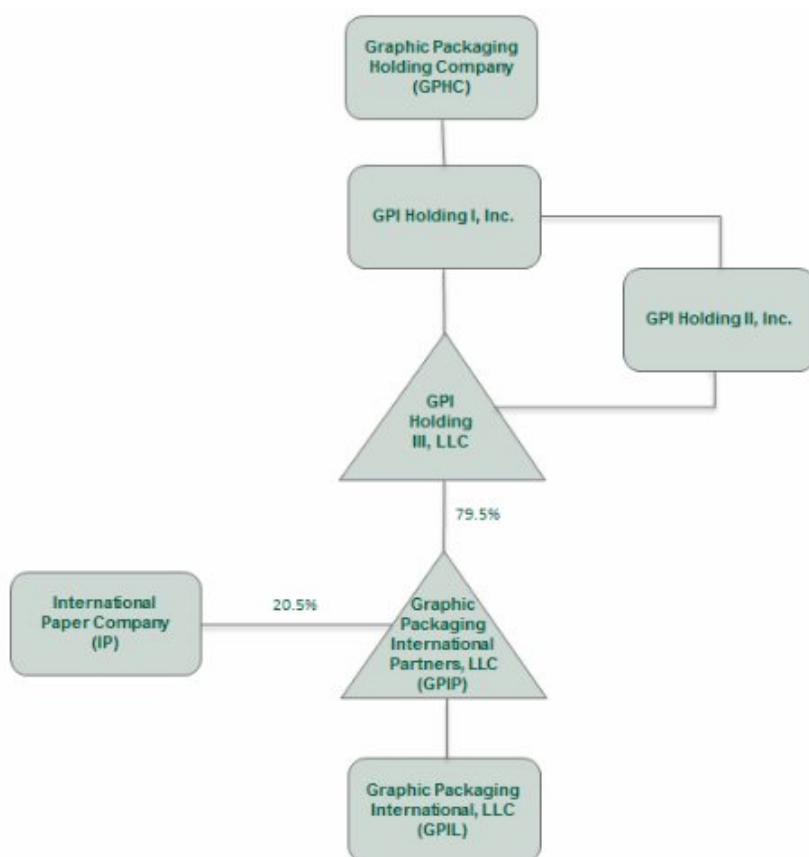 Graphic Packaging
Holding Company
(GPHC)
GPI Holding I, Inc.
GPI Holding II, Inc.
GPI
Holding
III, LLC
79.5%
International
Paper Company
(IP)
20.5%
Graphic
Packaging
International
Partners, LLC
(GPIP)
Graphic Packaging
International, LLC
(GPIL)